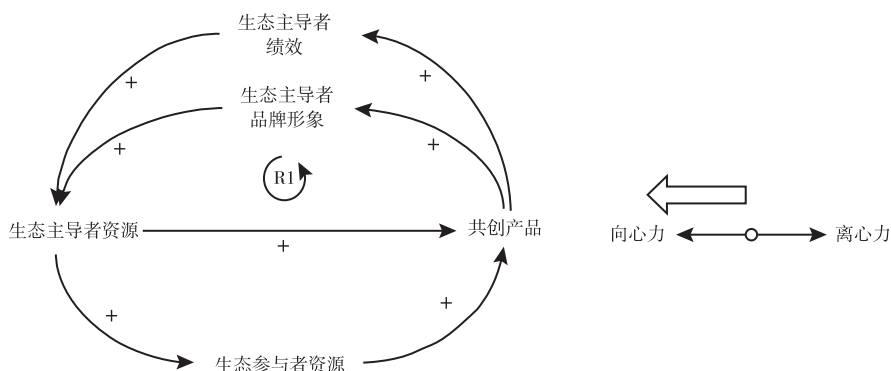 生态主导者
绩效
+
+
生态主导者
品牌形象
+
+
R1
生态主导者资源
+
共创产品
向心力
离心力
+
+
生态参与者资源